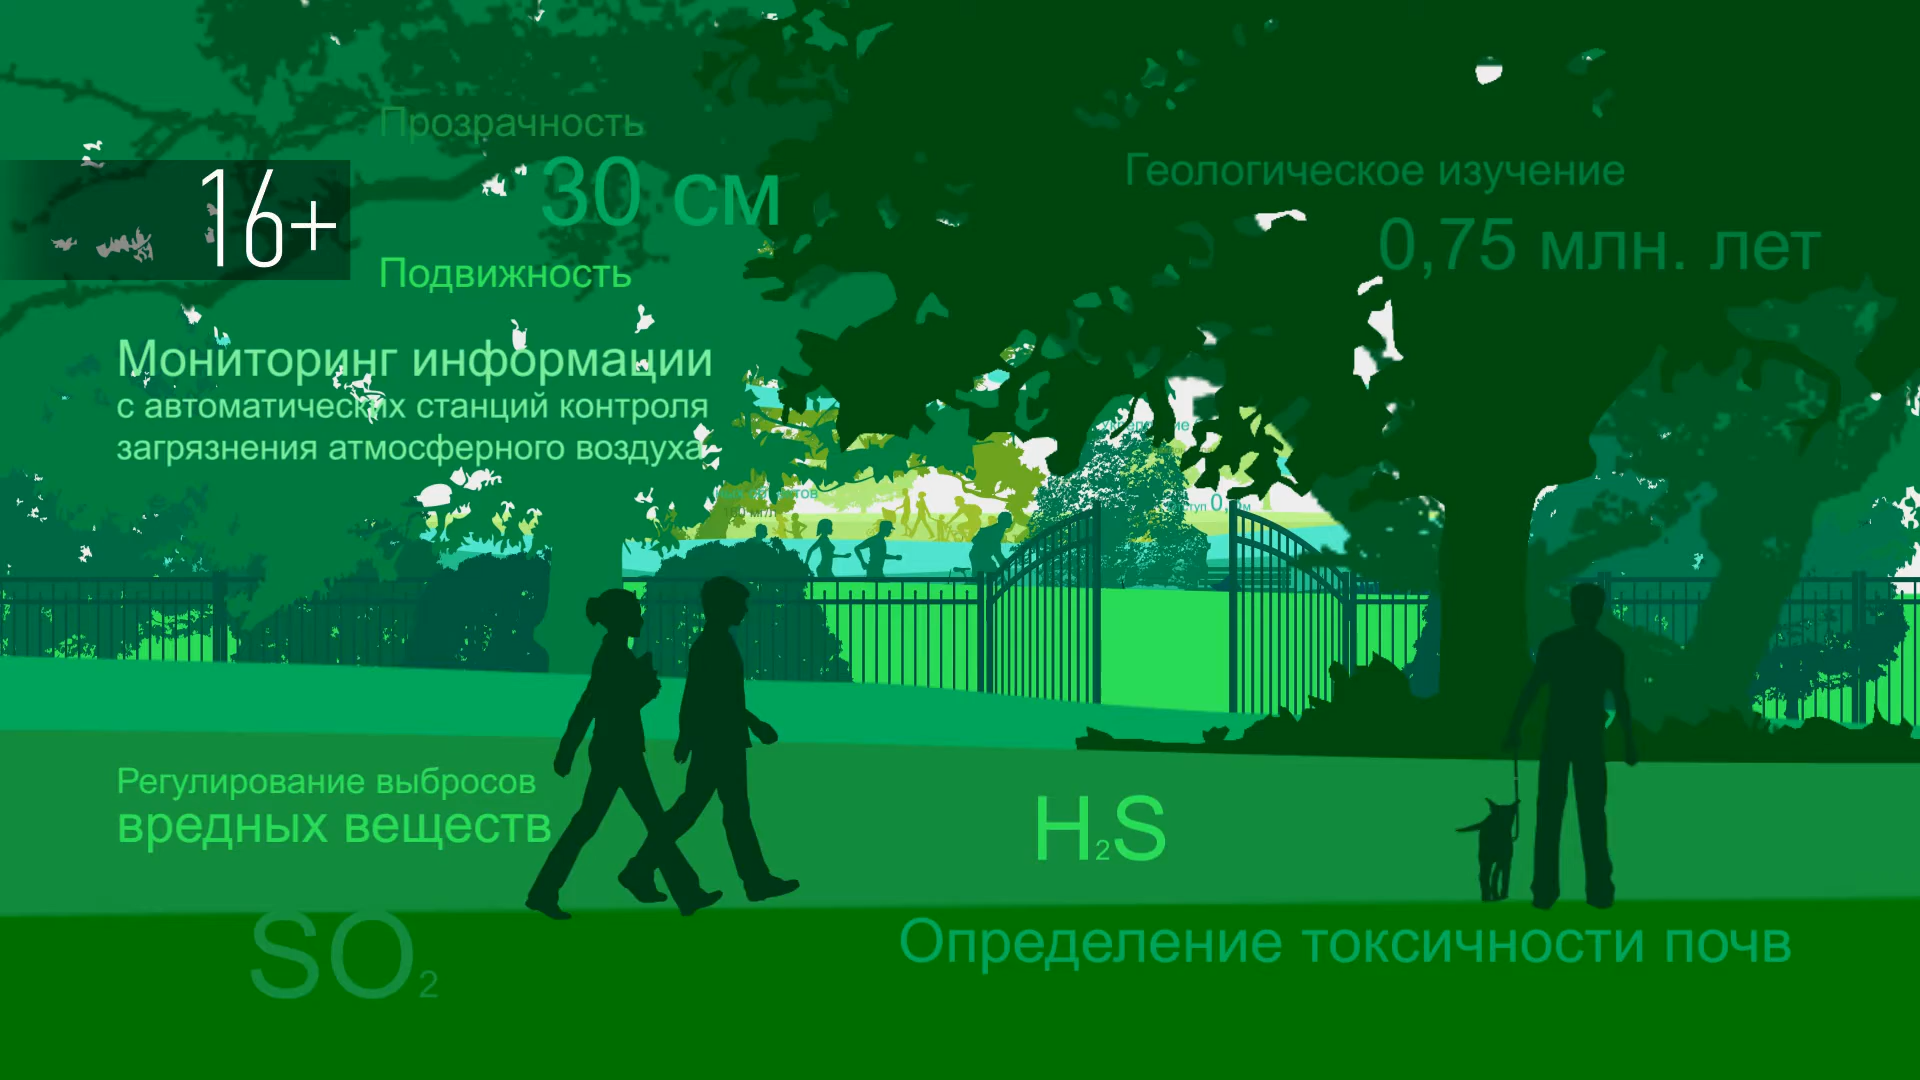 Прозрачность
30 см
16+
Подвижность
Геологическое изучение
0,75 млн. лет
Мониторинг информации
с автоматических станций контроля
загрязнения атмосферного воздуха
Регулирование выбросов
вредных веществ
H₂S
SO₂
Определение токсичности почв